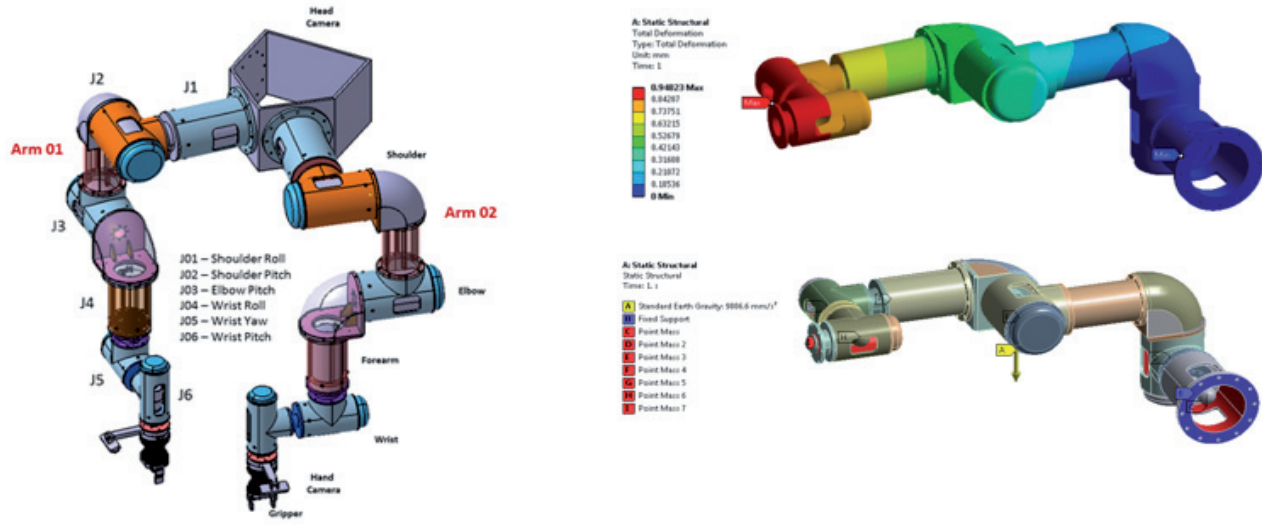 Head
Camera
J2
J1
Arm 01
Shoulder
Arm 02
J3
J01 – Shoulder Roll
J02 – Shoulder Pitch
J03 – Elbow Pitch
J04 – Wrist Roll
J05 – Wrist Yaw
J06 – Wrist Pitch
Elbow
J4
Forearm
J5
J6
Wrist
Hand
Camera
Gripper
A: Static Structural
Total Deformation
Type: Total Deformation
Unit: mm
Time: 1
0.94823 Max
0.84287
0.73751
0.63215
0.52679
0.42143
0.31608
0.21072
0.10536
0 Min
Max
A: Static Structural
Static Structural
Time: 1. s
A Standard Earth Gravity: 9806.6 mm/s²
B Fixed Support
C Point Mass
D Point Mass 2
E Point Mass 3
F Point Mass 4
G Point Mass 5
H Point Mass 6
I Point Mass 7
A
H